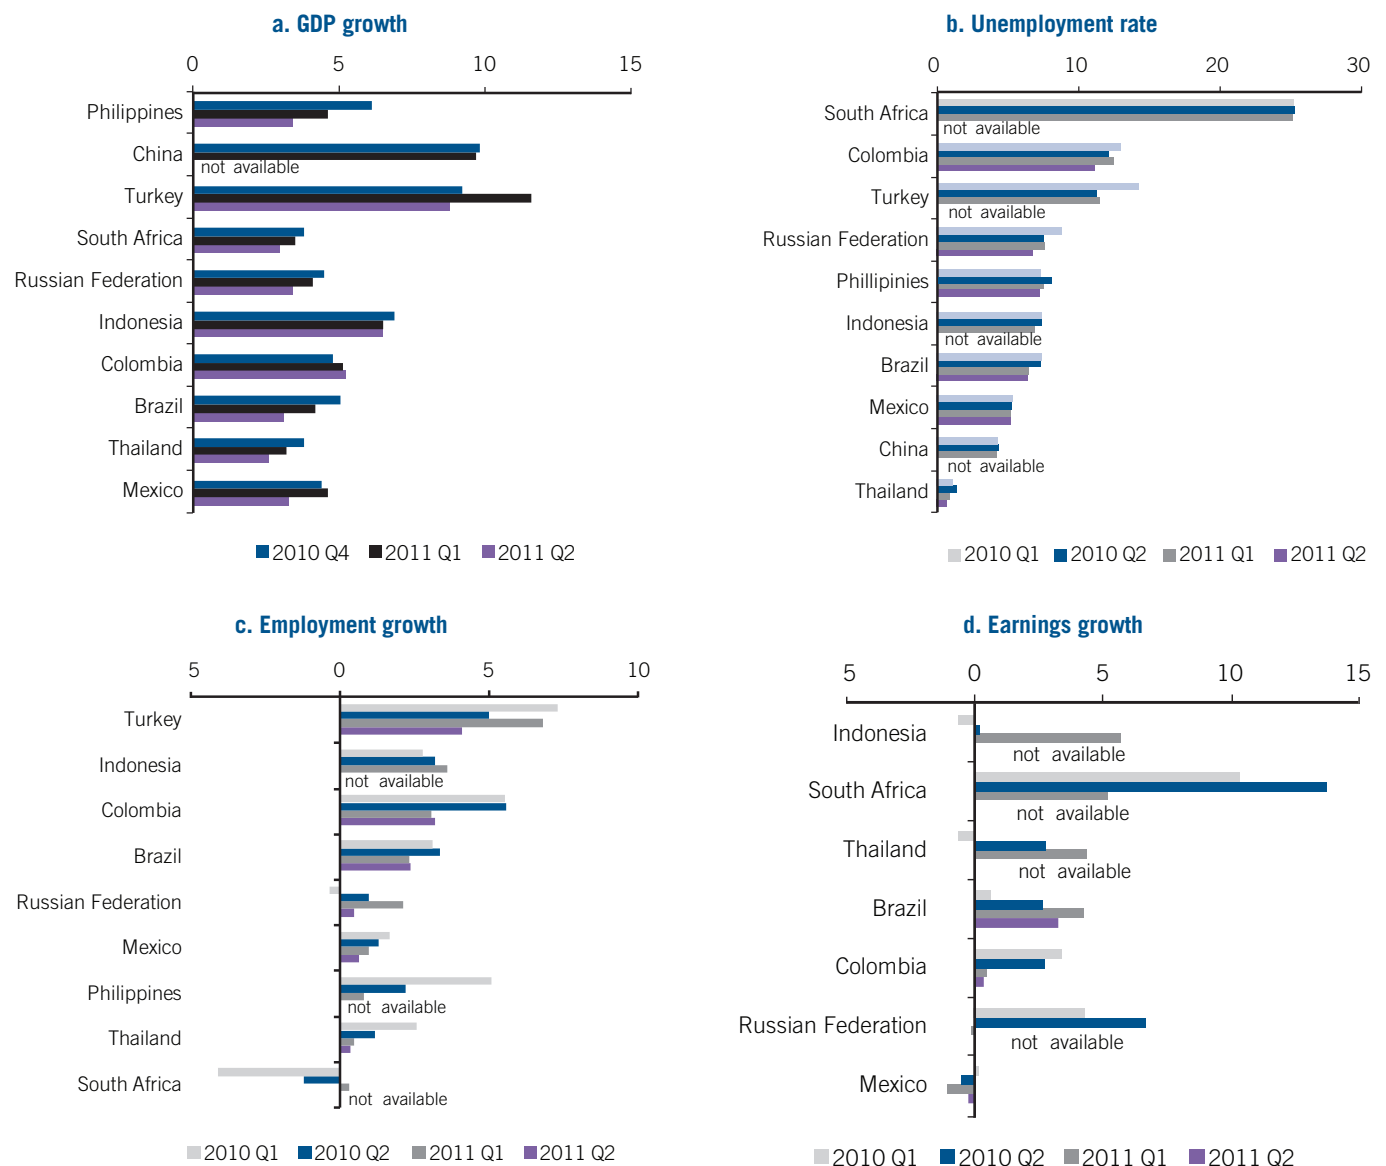 a. GDP growth
0 5 10 15
Philippines
China
not available
Turkey
South Africa
Russian Federation
Indonesia
Colombia
Brazil
Thailand
Mexico
2010 Q4 2011 Q1 2011 Q2
b. Unemployment rate
0 10 20 30
South Africa
not available
Colombia
Turkey
not available
Russian Federation
Phillipinies
Indonesia
not available
Brazil
Mexico
China
not available
Thailand
2010 Q1 2010 Q2 2011 Q1 2011 Q2
c. Employment growth
5 0 5 10
Turkey
Indonesia
not available
Colombia
Brazil
Russian Federation
Mexico
Philippines
not available
Thailand
South Africa
not available
2010 Q1 2010 Q2 2011 Q1 2011 Q2
d. Earnings growth
5 0 5 10 15
Indonesia
not available
South Africa
not available
Thailand
not available
Brazil
Colombia
Russian Federation
not available
Mexico
2010 Q1 2010 Q2 2011 Q1 2011 Q2